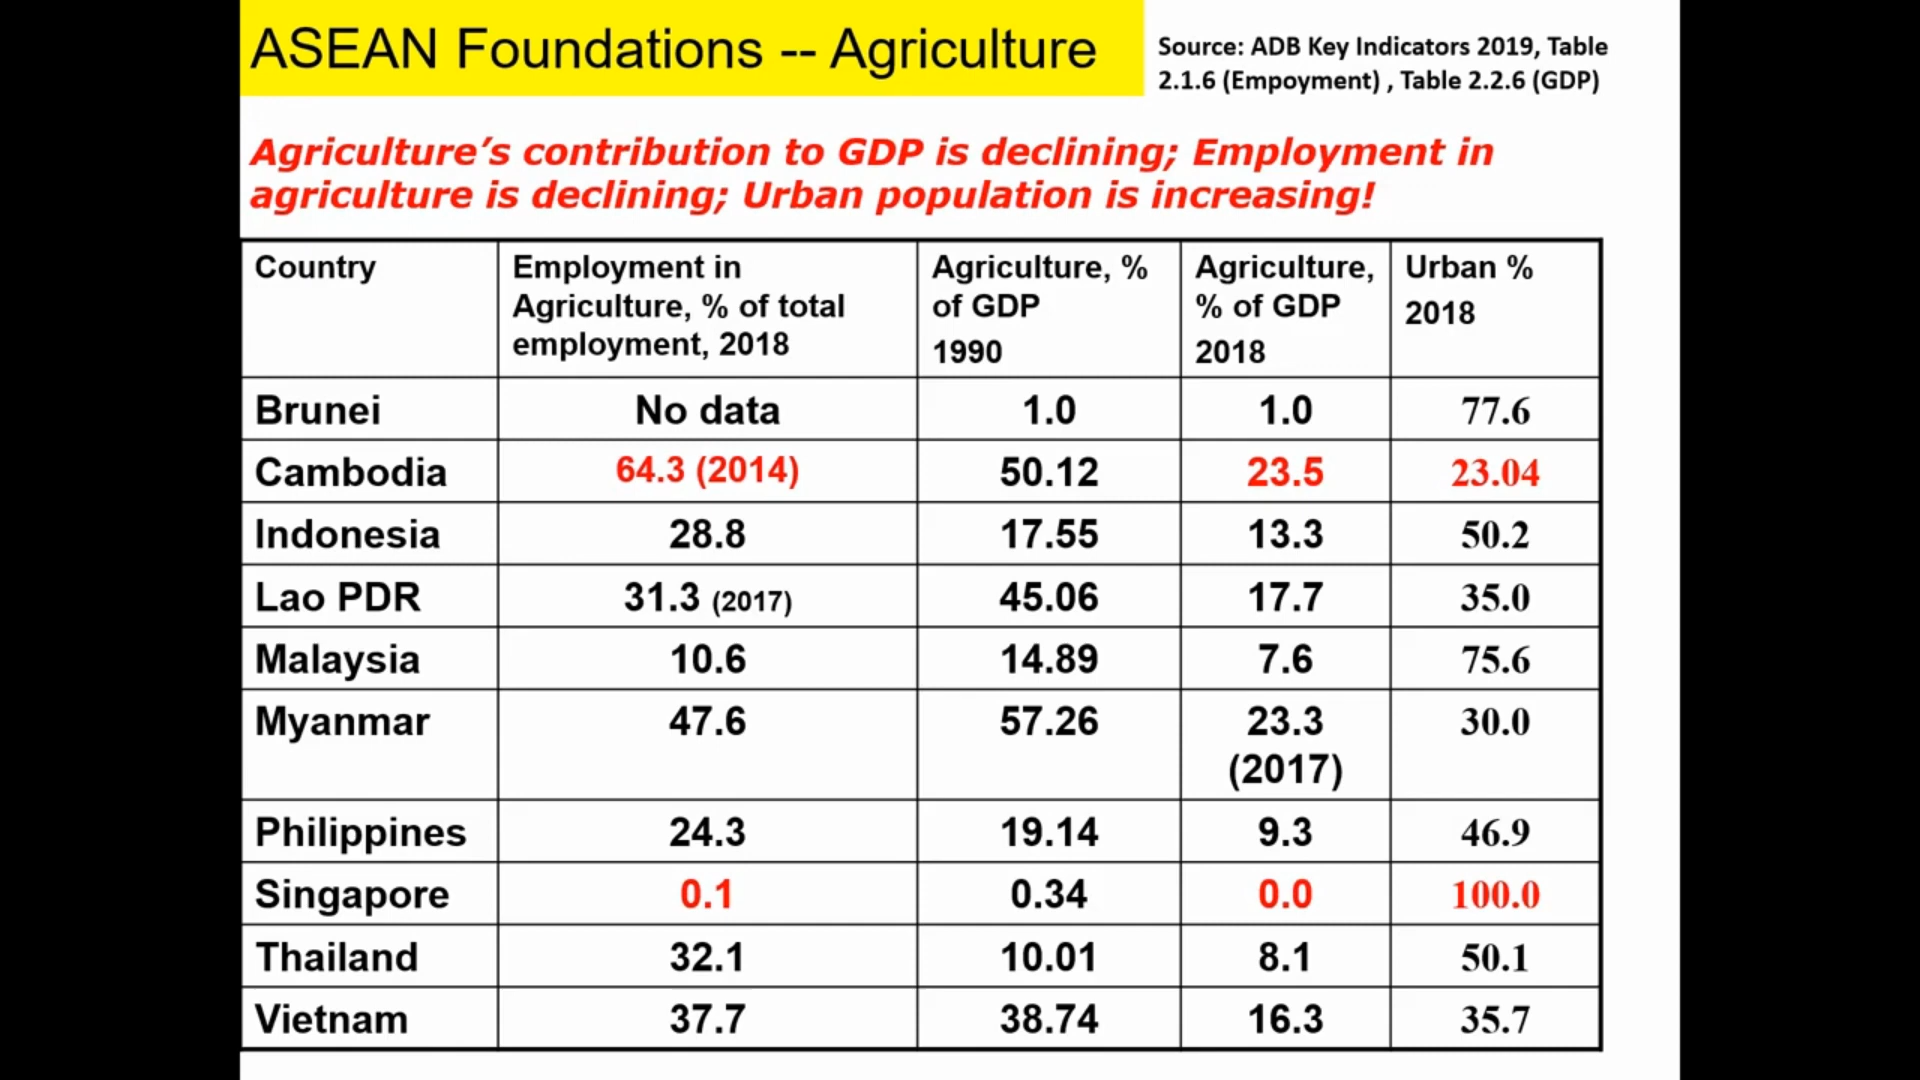 ASEAN Foundations -- Agriculture
Source: ADB Key Indicators 2019, Table
2.1.6 (Empoyment) , Table 2.2.6 (GDP)
Agriculture's contribution to GDP is declining; Employment in
agriculture is declining; Urban population is increasing!
Country
Employment in
Agriculture, % of total
employment, 2018
Agriculture, %
of GDP
1990
Agriculture,
% of GDP
2018
Urban %
2018
Brunei No data 1.0 1.0 77.6
Cambodia 64.3 (2014) 50.12 23.5 23.04
Indonesia 28.8 17.55 13.3 50.2
Lao PDR 31.3 (2017) 45.06 17.7 35.0
Malaysia 10.6 14.89 7.6 75.6
Myanmar 47.6 57.26 23.3 30.0
(2017)
Philippines 24.3 19.14 9.3 46.9
Singapore 0.1 0.34 0.0 100.0
Thailand 32.1 10.01 8.1 50.1
Vietnam 37.7 38.74 16.3 35.7